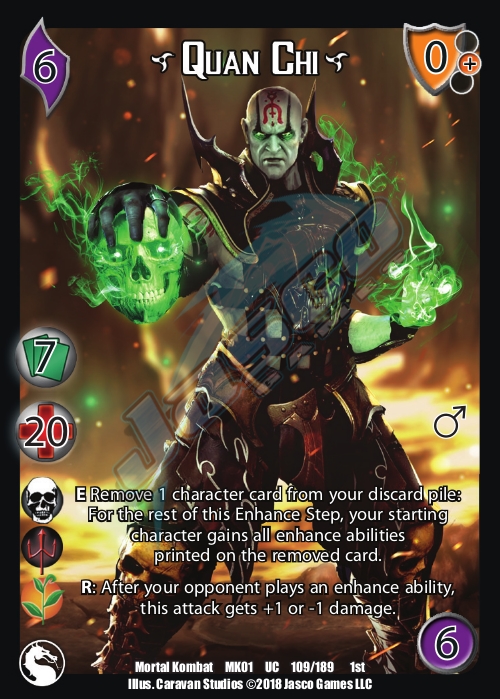 6
QUAN CHI
0
+
7
20
E Remove 1 character card from your discard pile:
For the rest of this Enhance Step, your starting
character gains all enhance abilities
printed on the removed card.
R: After your opponent plays an enhance ability,
this attack gets +1 or -1 damage.
6
Mortal Kombat MK01 UC 109/189 1st
Illus. Caravan Studios ©2018 Jasco Games LLC